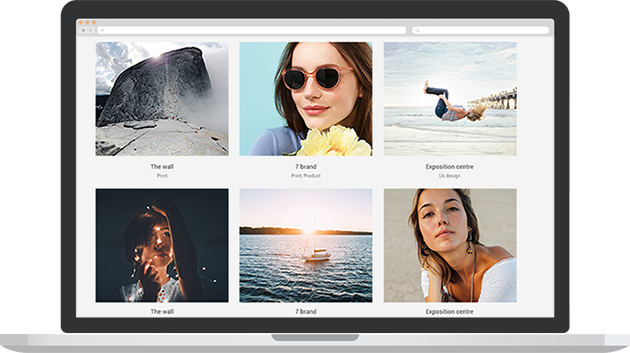 The wall
7 brand
Exposition centre
Print
Print, Product
Ux design
The wall
7 brand
Exposition centre